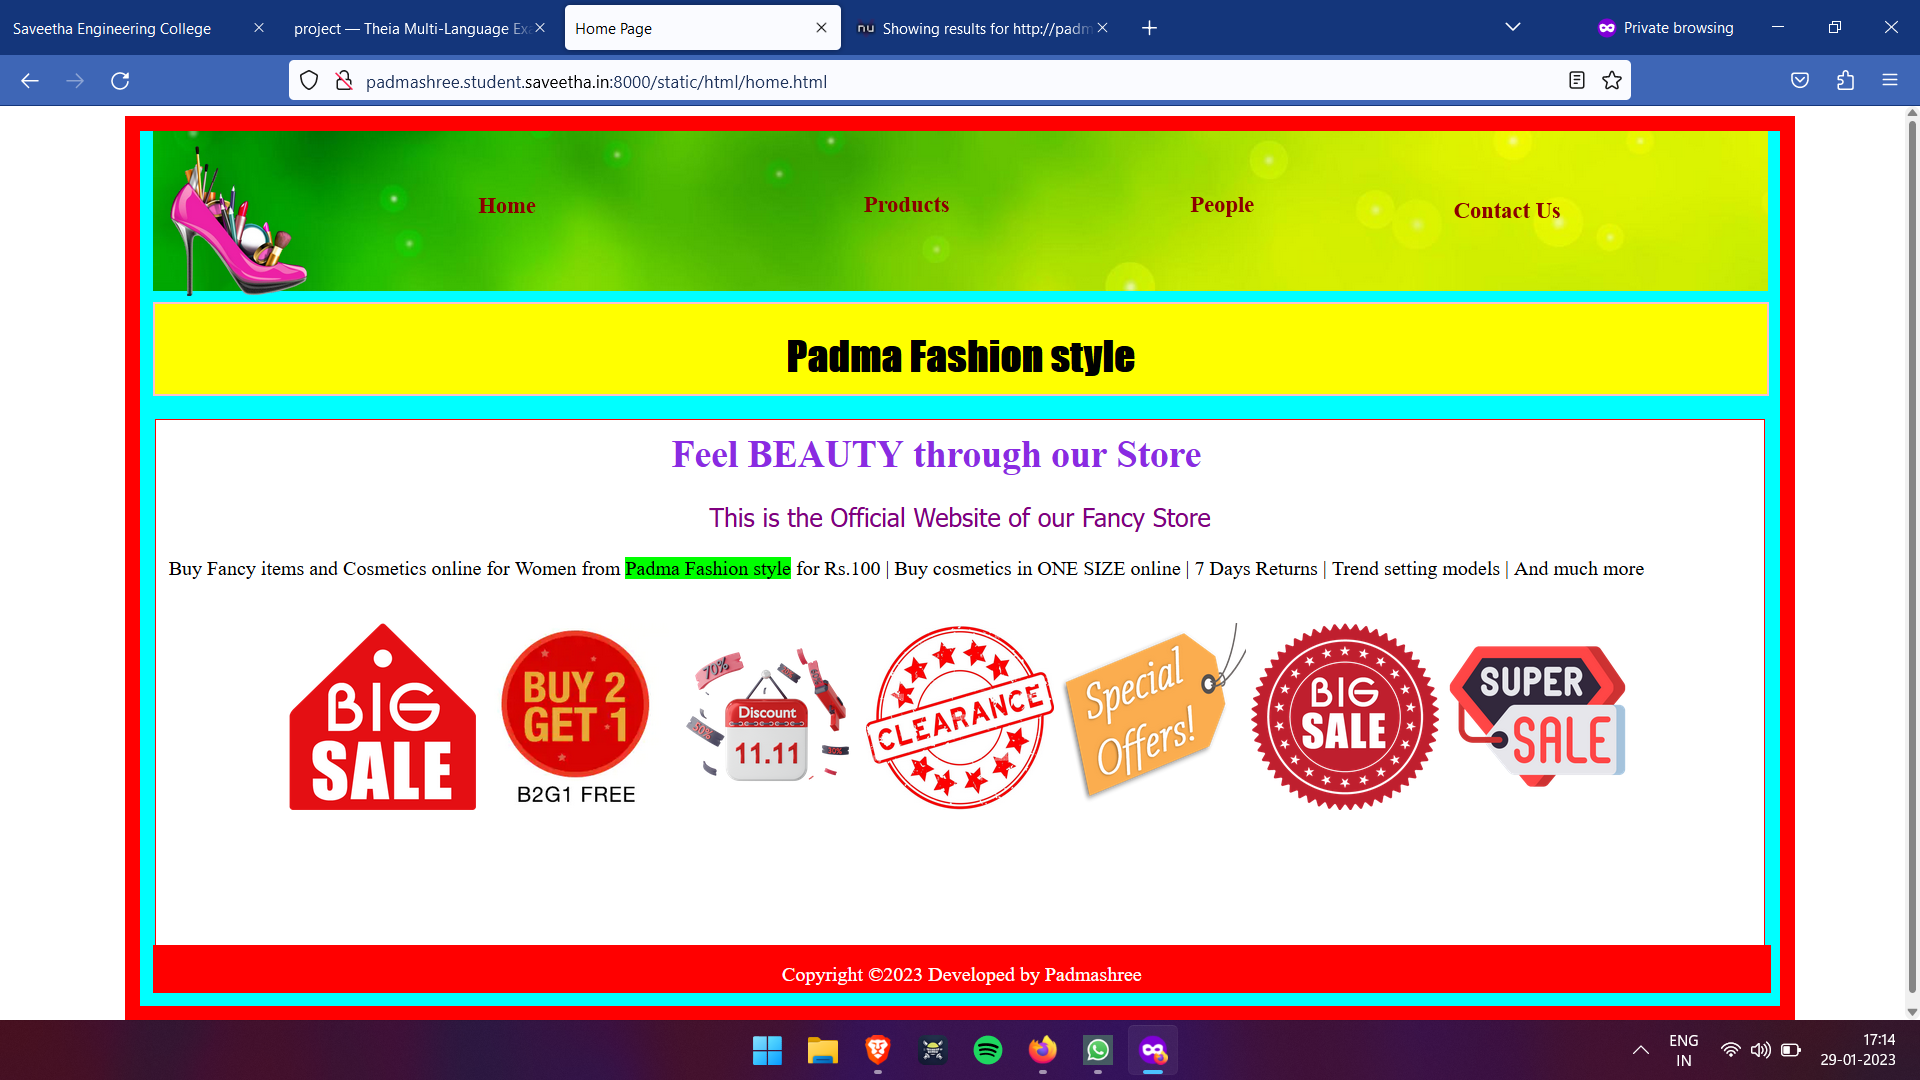 Saveetha Engineering College
project — Theia Multi-Language Ex
Home Page
Showing results for http://padm
Private browsing
padmashree.student.saveetha.in:8000/static/html/home.html
Home
Products
People
Contact Us
Padma Fashion style
Feel BEAUTY through our Store
This is the Official Website of our Fancy Store
Buy Fancy items and Cosmetics online for Women from Padma Fashion style for Rs.100 | Buy cosmetics in ONE SIZE online | 7 Days Returns | Trend setting models | And much more
BIG
SALE
BUY 2
GET 1
B2G1 FREE
70%
50%
Discount
11.11
CLEARANCE
Special
Offers!
BIG
SALE
SUPER
SALE
Copyright ©2023 Developed by Padmashree
ENG
IN
17:14
29-01-2023